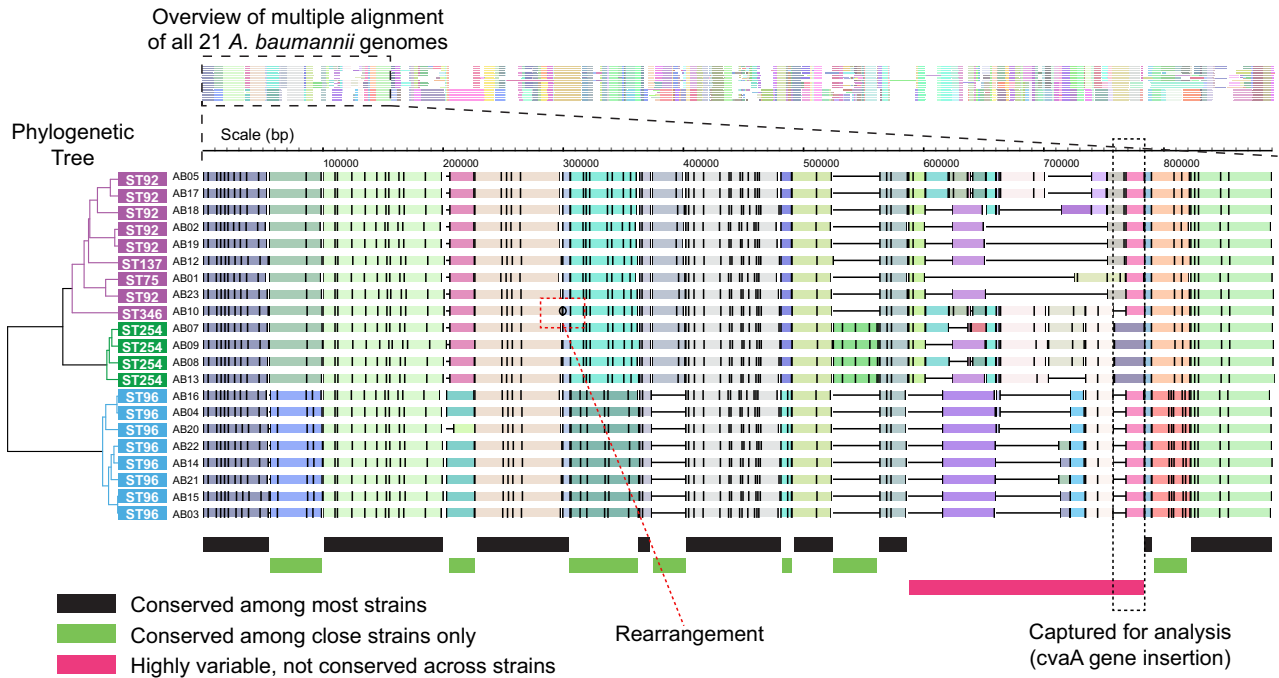 Overview of multiple alignment
of all 21 A. baumannii genomes
Phylogenetic
Tree
Scale (bp)
100000 200000 300000 400000 500000 600000 700000 800000
ST92 AB05
ST92 AB17
ST92 AB18
ST92 AB02
ST92 AB19
ST137 AB12
ST75 AB01
ST92 AB23
ST346 AB10
ST254 AB07
ST254 AB09
ST254 AB08
ST254 AB13
ST96 AB16
ST96 AB04
ST96 AB20
ST96 AB22
ST96 AB14
ST96 AB21
ST96 AB15
ST96 AB03
Conserved among most strains
Conserved among close strains only
Highly variable, not conserved across strains
Rearrangement
Captured for analysis
(cvaA gene insertion)